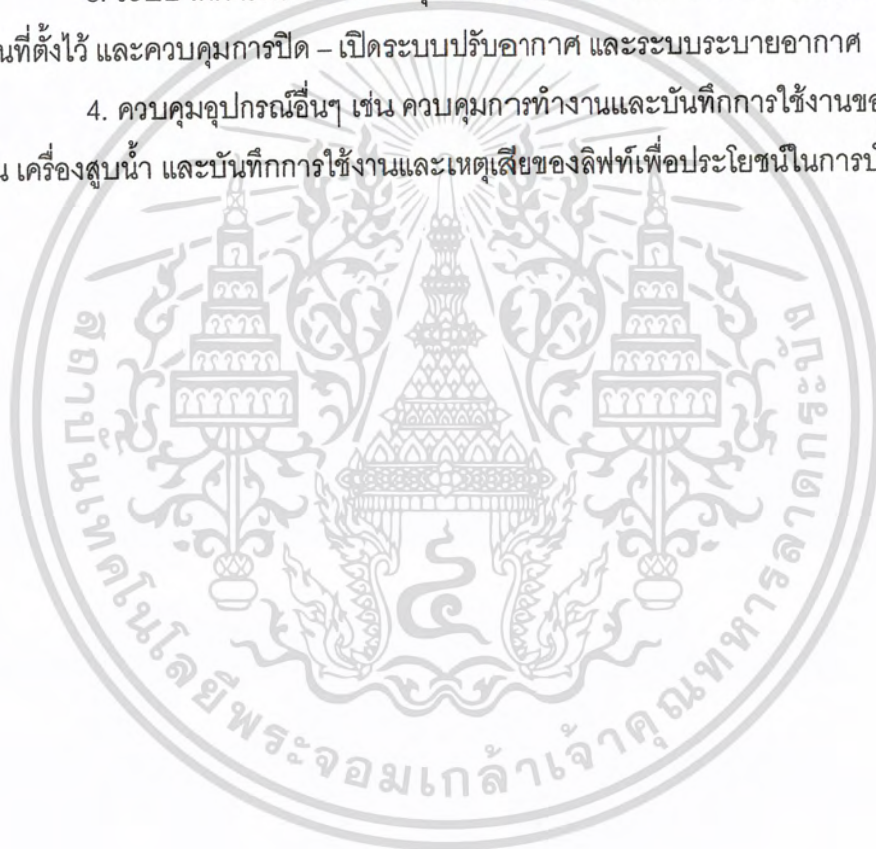 นที่ตั้งไว้ และควบคุมการปิด – เปิดระบบปรับอากาศ และระบบระบายอากาศ
4. ควบคุมอุปกรณ์อื่นๆ เช่น ควบคุมการทำงานและบันทึกการใช้งานขอ
น เครื่องสูบน้ำ และบันทึกการใช้งานและเหตุเสียของลิฟท์เพื่อประโยชน์ในการบ
สถาบันเทคโนโลยีพระจอมเกล้าเจ้าคุณทหารลาดกระบัง